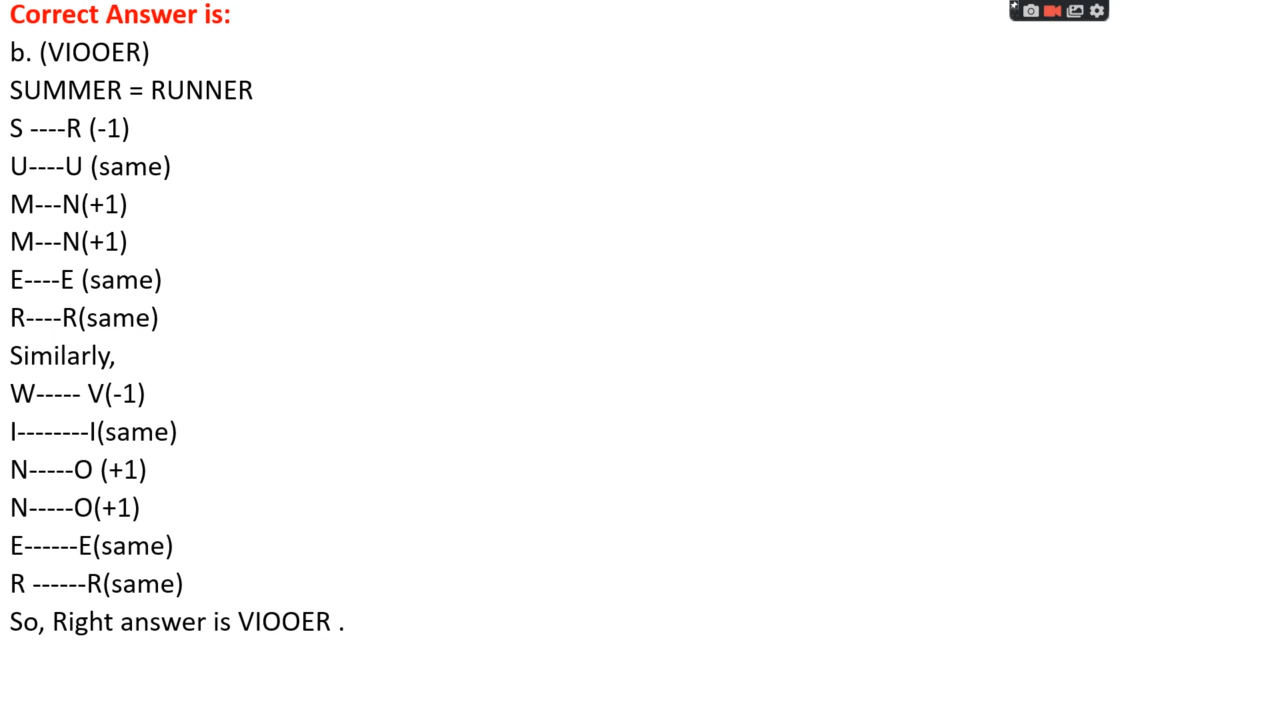 Correct Answer is:
b. (VIOOER)
SUMMER = RUNNER
S ----R (-1)
U----U (same)
M---N(+1)
M---N(+1)
E----E (same)
R----R(same)
Similarly,
W----- V(-1)
I--------I(same)
N-----O (+1)
N-----O(+1)
E------E(same)
R ------R(same)
So, Right answer is VIOOER .